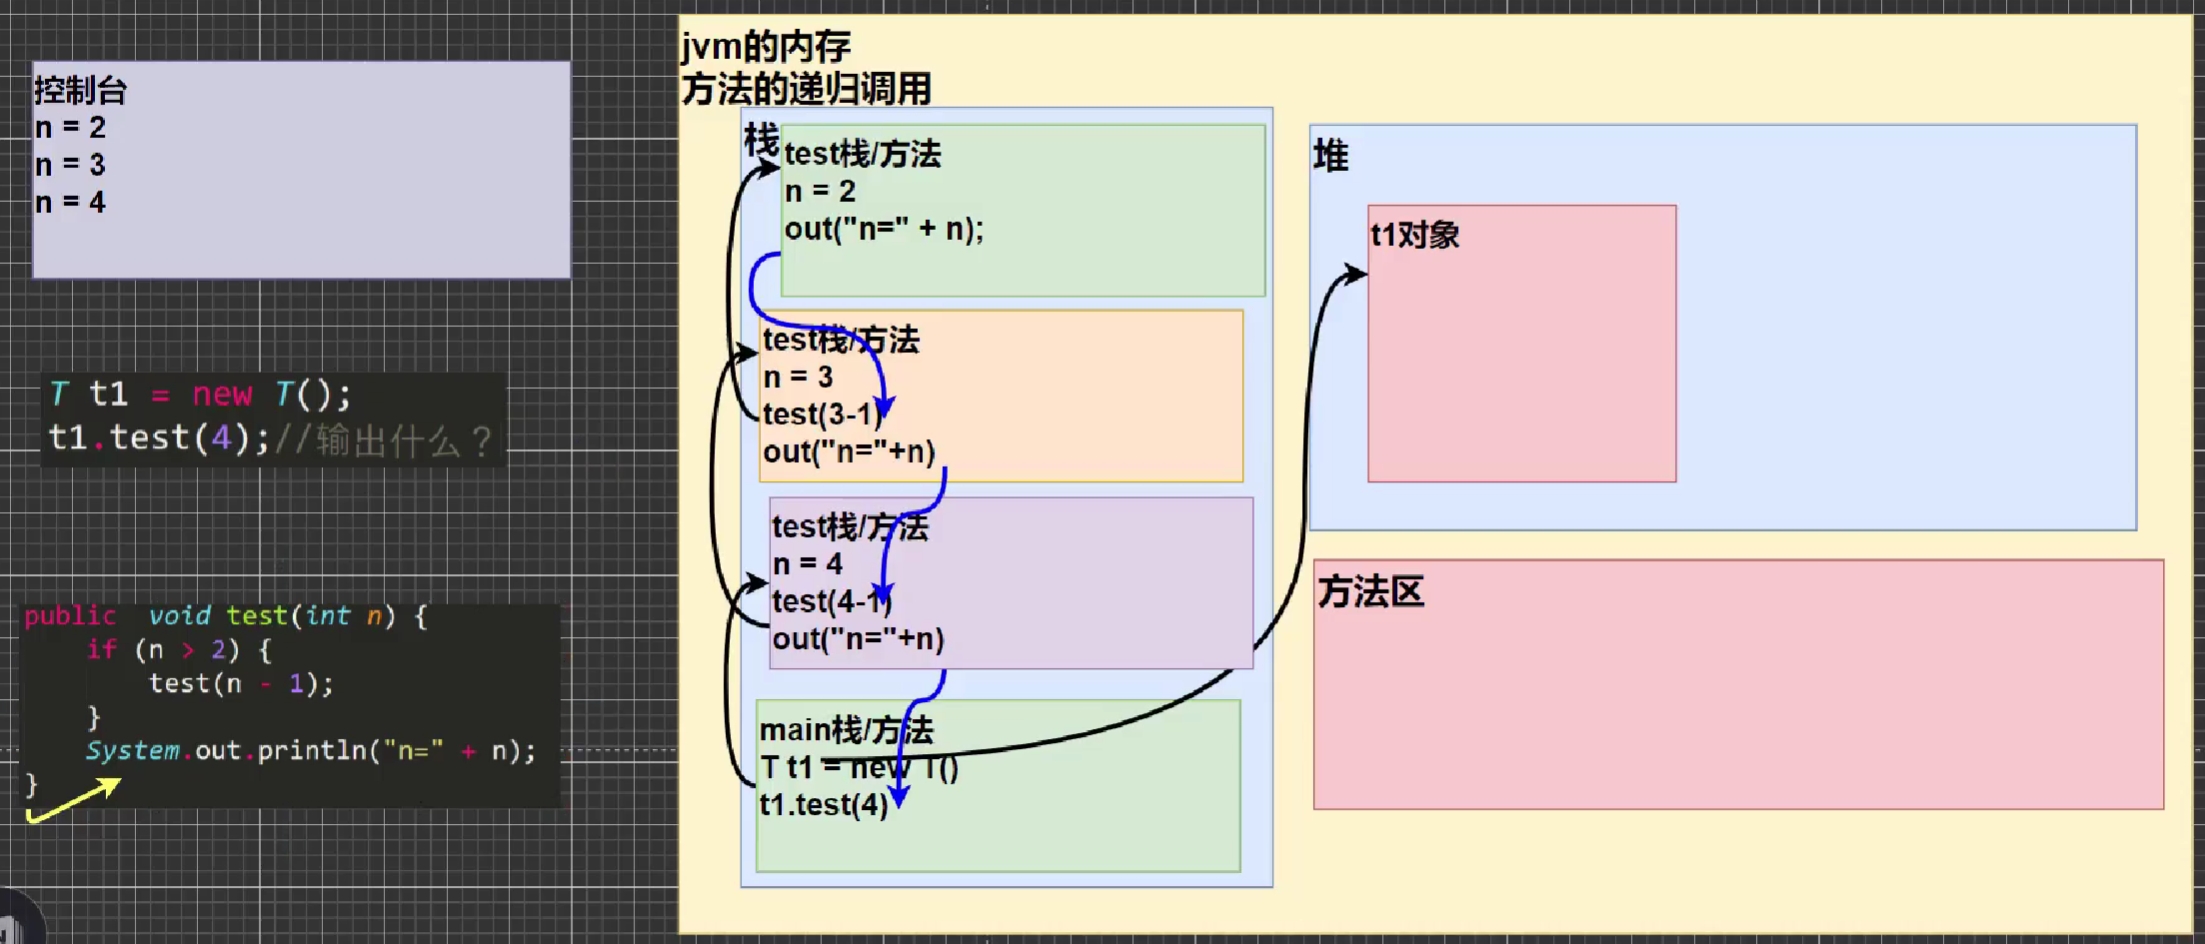 控制台
n = 2
n = 3
n = 4
T t1 = new T();
t1.test(4);//输出什么？
public  void test(int n) {
    if (n > 2) {
        test(n - 1);
    }
    System.out.println("n=" + n);
}
jvm的内存
方法的递归调用
栈
test栈/方法
n = 2
out("n=" + n);
test栈/方法
n = 3
test(3-1)
out("n="+n)
test栈/方法
n = 4
test(4-1)
out("n="+n)
main栈/方法
T t1 = new T()
t1.test(4)
堆
t1对象
方法区